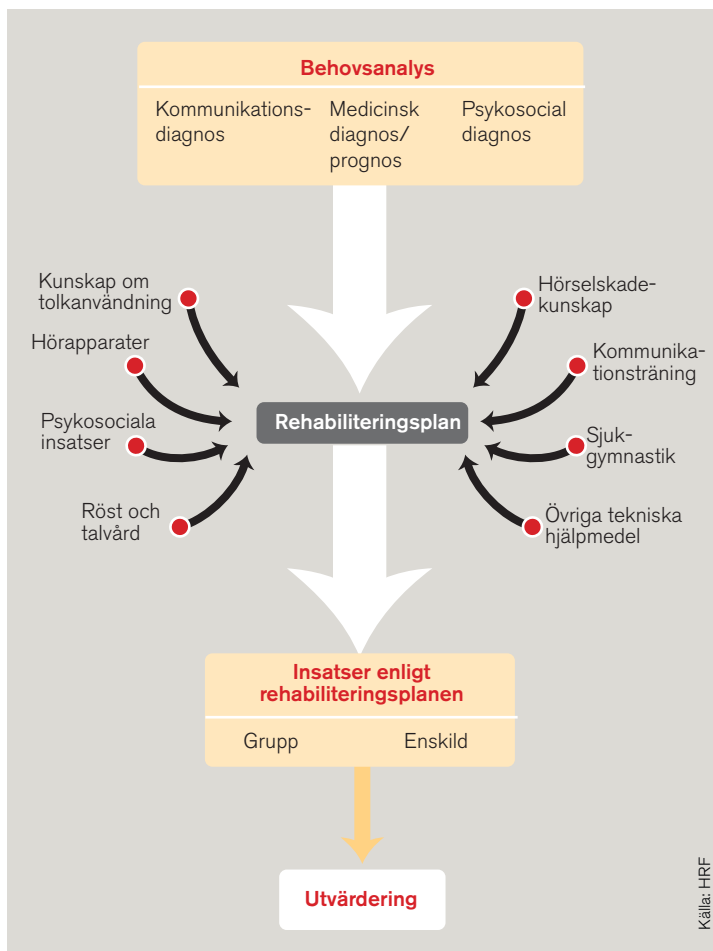 Behovsanalys
Kommunikations-
diagnos
Medicinsk
diagnos/
prognos
Psykosocial
diagnos
Kunskap om
tolkanvändning
Hörapparater
Psykosociala
insatser
Röst och
talvård
Rehabiliteringsplan
Hörselskade-
kunskap
Kommunika-
tionsträning
Sjuk-
gymnastik
Övriga tekniska
hjälpmedel
Insatser enligt
rehabiliteringsplanen
Grupp
Enskild
Utvärdering
Källa: HRF